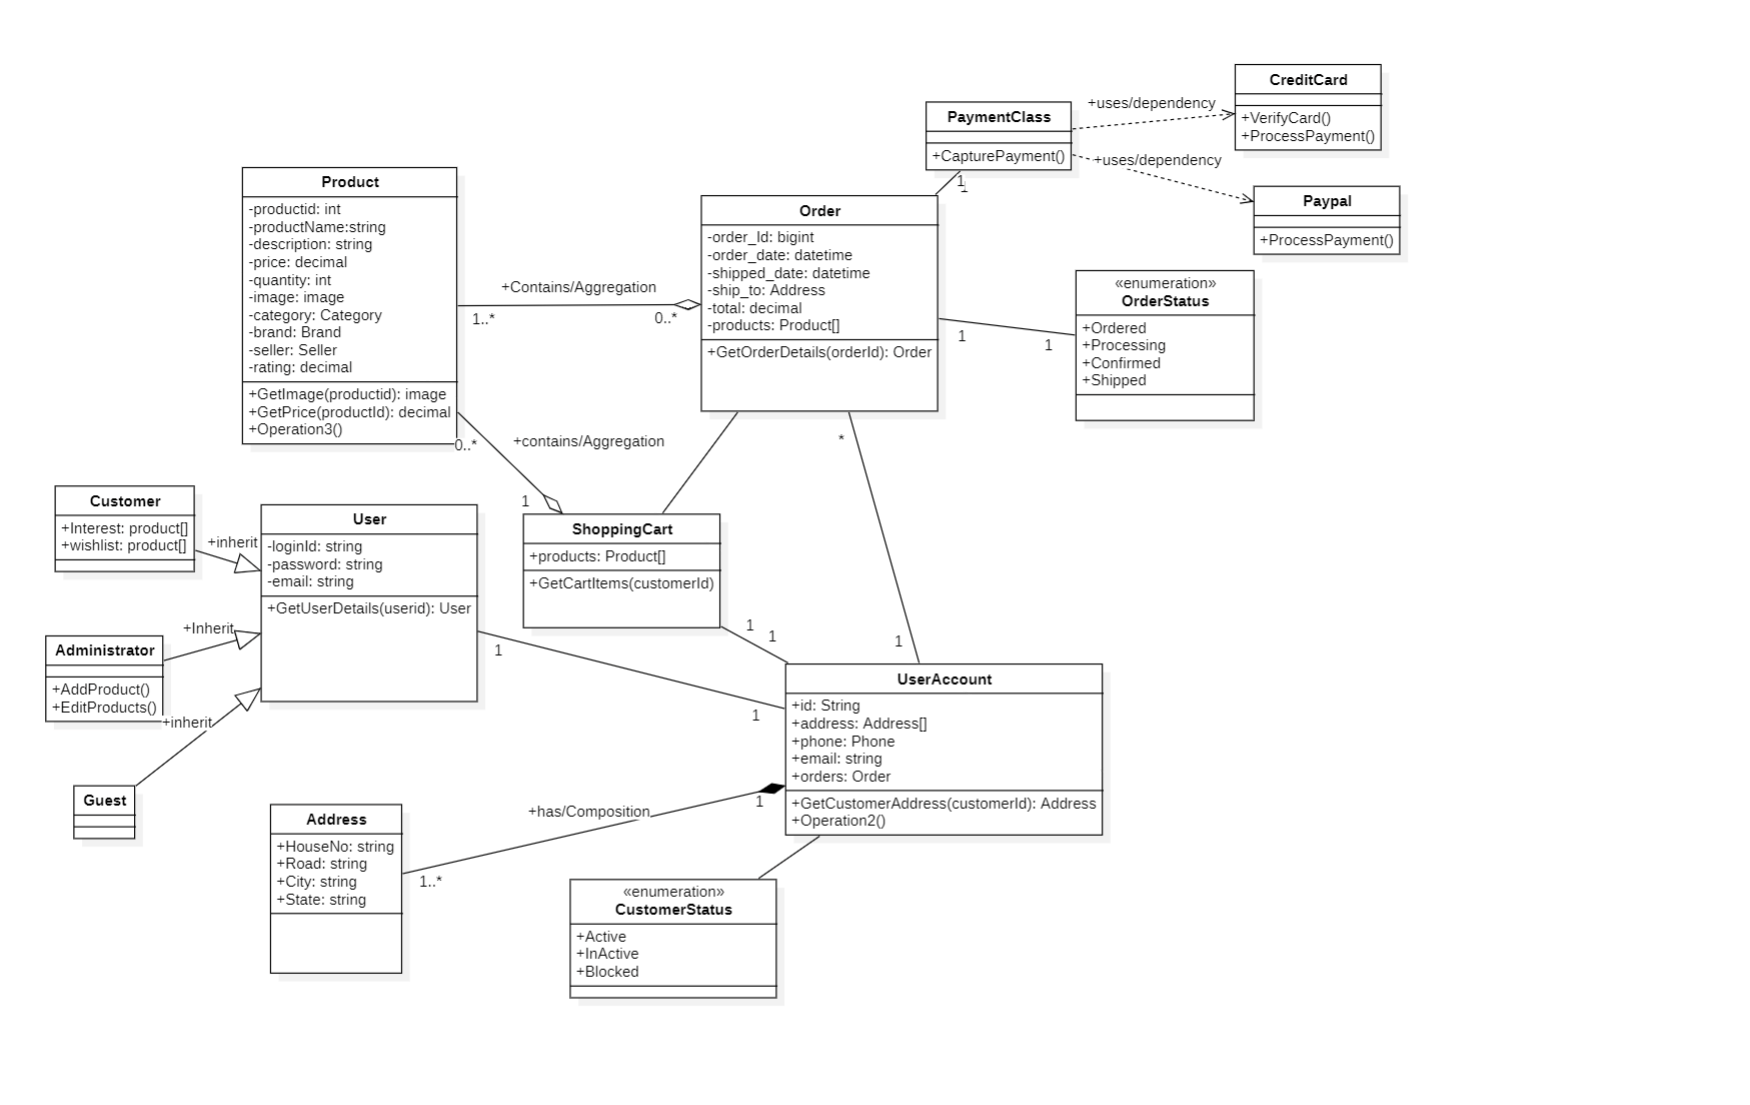 CreditCard
+VerifyCard()
+ProcessPayment()
+uses/dependency
PaymentClass
+CapturePayment()
+uses/dependency
1
1
Paypal
+ProcessPayment()
Product
-productid: int
-productName:string
-description: string
-price: decimal
-quantity: int
-image: image
-category: Category
-brand: Brand
-seller: Seller
-rating: decimal
+GetImage(productid): image
+GetPrice(productId): decimal
+Operation3()
+Contains/Aggregation
1..*
0..*
Order
-order_Id: bigint
-order_date: datetime
-shipped_date: datetime
-ship_to: Address
-total: decimal
-products: Product[]
+GetOrderDetails(orderId): Order
1
1
«enumeration»
OrderStatus
+Ordered
+Processing
+Confirmed
+Shipped
0..*
+contains/Aggregation
1
*
1
Customer
+Interest: product[]
+wishlist: product[]
+inherit
User
-loginId: string
-password: string
-email: string
+GetUserDetails(userid): User
ShoppingCart
+products: Product[]
+GetCartItems(customerId)
1
1
Administrator
+AddProduct()
+EditProducts()
+Inherit
+inherit
Guest
1
1
UserAccount
+id: String
+address: Address[]
+phone: Phone
+email: string
+orders: Order
+GetCustomerAddress(customerId): Address
+Operation2()
Address
+HouseNo: string
+Road: string
+City: string
+State: string
+has/Composition
1
1..*
«enumeration»
CustomerStatus
+Active
+InActive
+Blocked